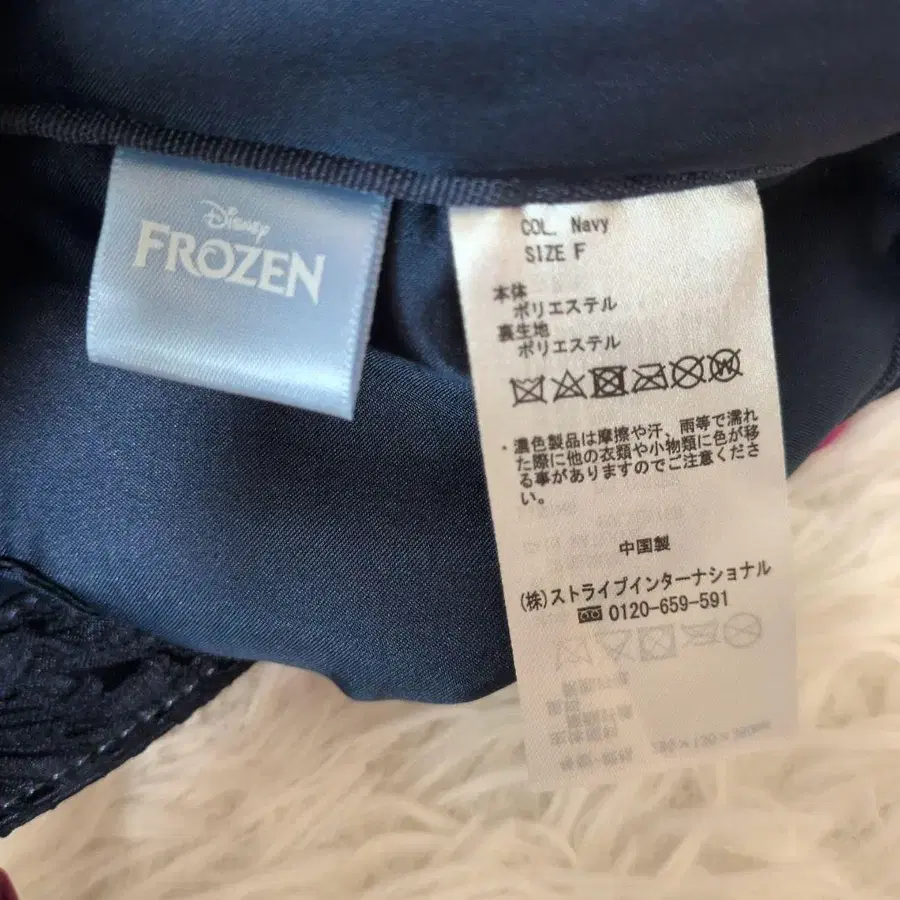 Disney
FROZEN
COL. Navy
SIZE F
本体
ポリエステル
裏生地
ポリエステル
W
・濃色製品は摩擦や汗、雨等で濡れ
た際に他の衣類や小物類に色が移
る事がありますのでご注意くださ
い。
中国製
(株)ストライプインターナショナル
0120-659-591